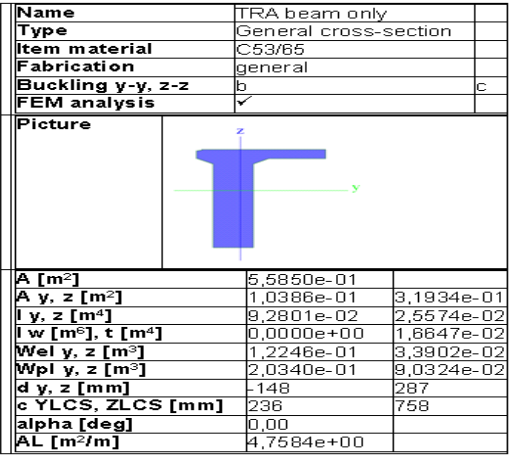 Name TRA beam only
Type General cross-section
Item material C53/65
Fabrication general
Buckling y-y, z-z b c
FEM analysis ✓
Picture
z
y
A [m²] 5,5850e-01
A y, z [m²] 1,0386e-01 3,1934e-01
I y, z [m⁴] 9,2801e-02 2,5574e-02
I w [m⁶], t [m⁴] 0,0000e+00 1,6647e-02
Wel y, z [m³] 1,2246e-01 3,3902e-02
Wpl y, z [m³] 2,0340e-01 9,0324e-02
d y, z [mm] -148 287
c YLCS, ZLCS [mm] 236 758
alpha [deg] 0,00
AL [m²/m] 4,7584e+00